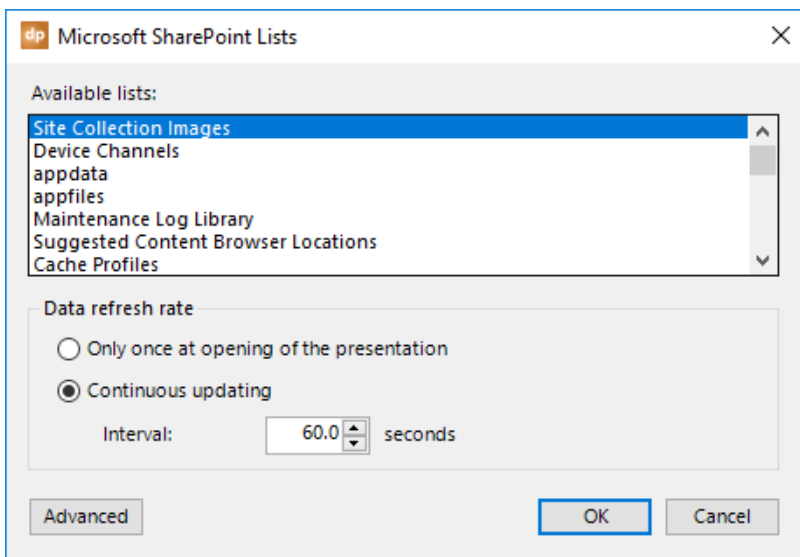 dp Microsoft SharePoint Lists
Available lists:
Site Collection Images
Device Channels
appdata
appfiles
Maintenance Log Library
Suggested Content Browser Locations
Cache Profiles
Data refresh rate
Only once at opening of the presentation
Continuous updating
Interval: 60.0 seconds
Advanced OK Cancel